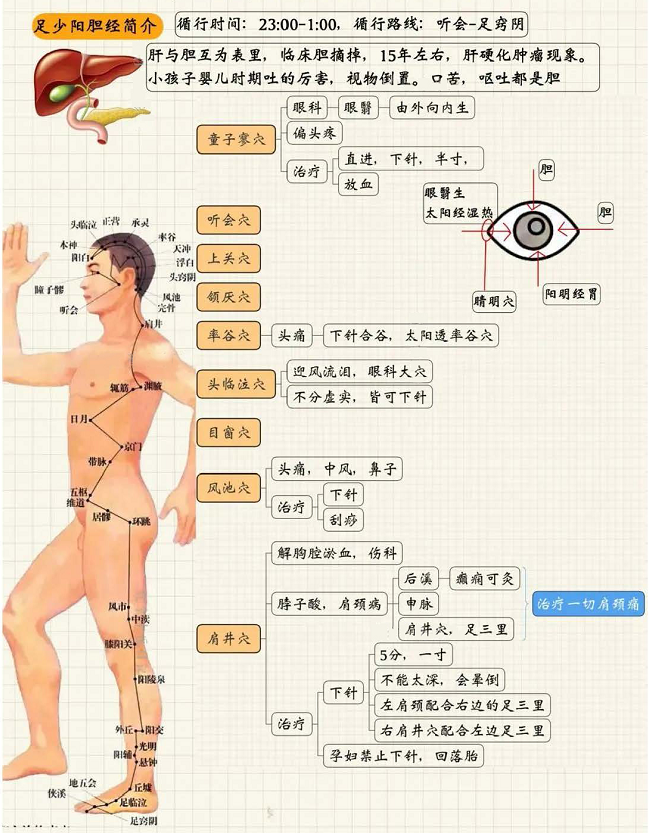 足少阳胆经简介
循行时间：23:00-1:00，循行路线：听会-足窍阴
肝与胆互为表里，临床胆摘掉，15年左右，肝硬化肿瘤现象。
小孩子婴儿时期吐的厉害，视物倒置。口苦，呕吐都是胆
童子寥穴
眼科
眼翳
由外向内生
偏头疼
治疗
直进，下针，半寸，
放血
眼翳生
太阳经湿热
胆
胆
睛明穴
阳明经胃
听会穴
上关穴
颔厌穴
率谷穴
头痛
下针合谷，太阳透率谷穴
头临泣穴
迎风流泪，眼科大穴
不分虚实，皆可下针
目窗穴
风池穴
头痛，中风，鼻子
治疗
下针
刮痧
肩井穴
解胸腔淤血，伤科
脖子酸，肩颈病
后溪
癫痫可灸
申脉
肩井穴，足三里
治疗一切肩颈痛
治疗
下针
5分，一寸
不能太深，会晕倒
左肩颈配合右边的足三里
右肩井穴配合左边足三里
孕妇禁止下针，回落胎
头临泣
正营
承灵
本神
阳白
率谷
天冲
浮白
头窍阴
瞳子髎
听会
风池
完骨
肩井
辄筋
渊腋
日月
京门
带脉
五枢
维道
居髎
环跳
风市
中渎
膝阳关
阳陵泉
外丘
阳交
光明
阳辅
悬钟
丘墟
地五会
侠溪
足临泣
足窍阴